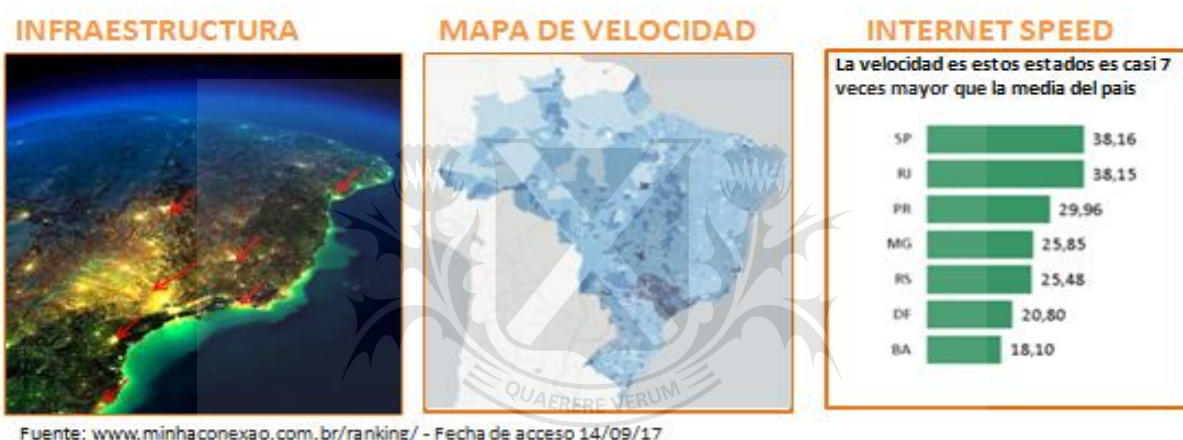 INFRAESTRUCTURA
MAPA DE VELOCIDAD
INTERNET SPEED
La velocidad es estos estados es casi 7
veces mayor que la media del pais
SP 38,16
RJ 38,15
PR 29,96
MG 25,85
RS 25,48
DF 20,80
BA 18,10
QUAERERE VERUM
Fuente: www.minhaconexao.com.br/ranking/ - Fecha de acceso 14/09/17